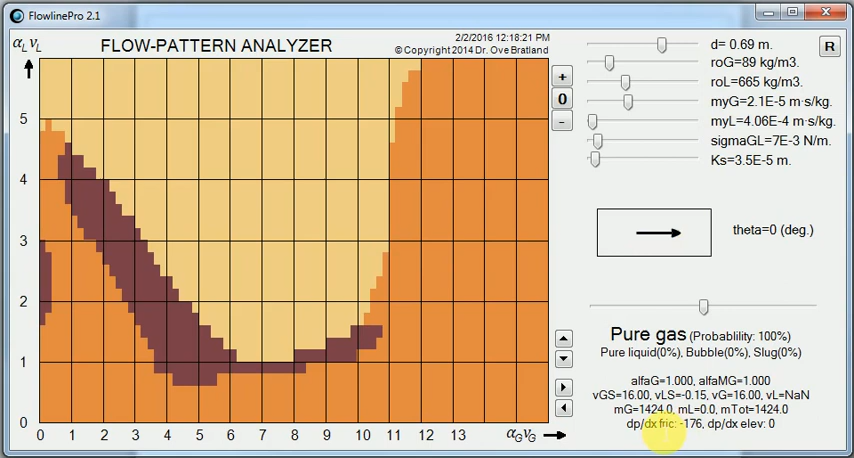 FlowlinePro 2.1
αL vL
FLOW-PATTERN ANALYZER
2/2/2016 12:18:21 PM
© Copyright 2014 Dr. Ove Bratland
R
d= 0.69 m.
roG=89 kg/m3.
roL=665 kg/m3.
myG=2.1E-5 m·s/kg.
myL=4.06E-4 m·s/kg.
sigmaGL=7E-3 N/m.
Ks=3.5E-5 m.
+
0
-
5
4
3
2
1
0
0 1 2 3 4 5 6 7 8 9 10 11 12 13 αG vG
theta=0 (deg.)
Pure gas (Probablility: 100%)
Pure liquid(0%), Bubble(0%), Slug(0%)
alfaG=1.000, alfaMG=1.000
vGS=16.00, vLS=-0.15, vG=16.00, vL=NaN
mG=1424.0, mL=0.0, mTot=1424.0
dp/dx fric: -176, dp/dx elev: 0